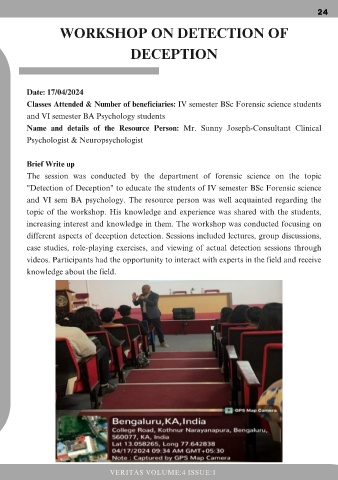 24
WORKSHOP ON DETECTION OF
DECEPTION
Date: 17/04/2024
Classes Attended & Number of beneficiaries: IV semester BSc Forensic science students
and VI semester BA Psychology students
Name and details of the Resource Person: Mr. Sunny Joseph-Consultant Clinical
Psychologist & Neuropsychologist
Brief Write up
The session was conducted by the department of forensic science on the topic
"Detection of Deception" to educate the students of IV semester BSc Forensic science
and VI sem BA psychology. The resource person was well acquainted regarding the
topic of the workshop. His knowledge and experience was shared with the students,
increasing interest and knowledge in them. The workshop was conducted focusing on
different aspects of deception detection. Sessions included lectures, group discussions,
case studies, role-playing exercises, and viewing of actual detection sessions through
videos. Participants had the opportunity to interact with experts in the field and receive
knowledge about the field.
GPS Map Camera
Bengaluru,KA,India
College Road, Kothnur Narayanapura, Bengaluru,
560077, KA, India
Lat 13.058265, Long 77.642838
04/17/2024 09:34 AM GMT+05:30
Note : Captured by GPS Map Camera
VERITAS VOLUME:4 ISSUE:1